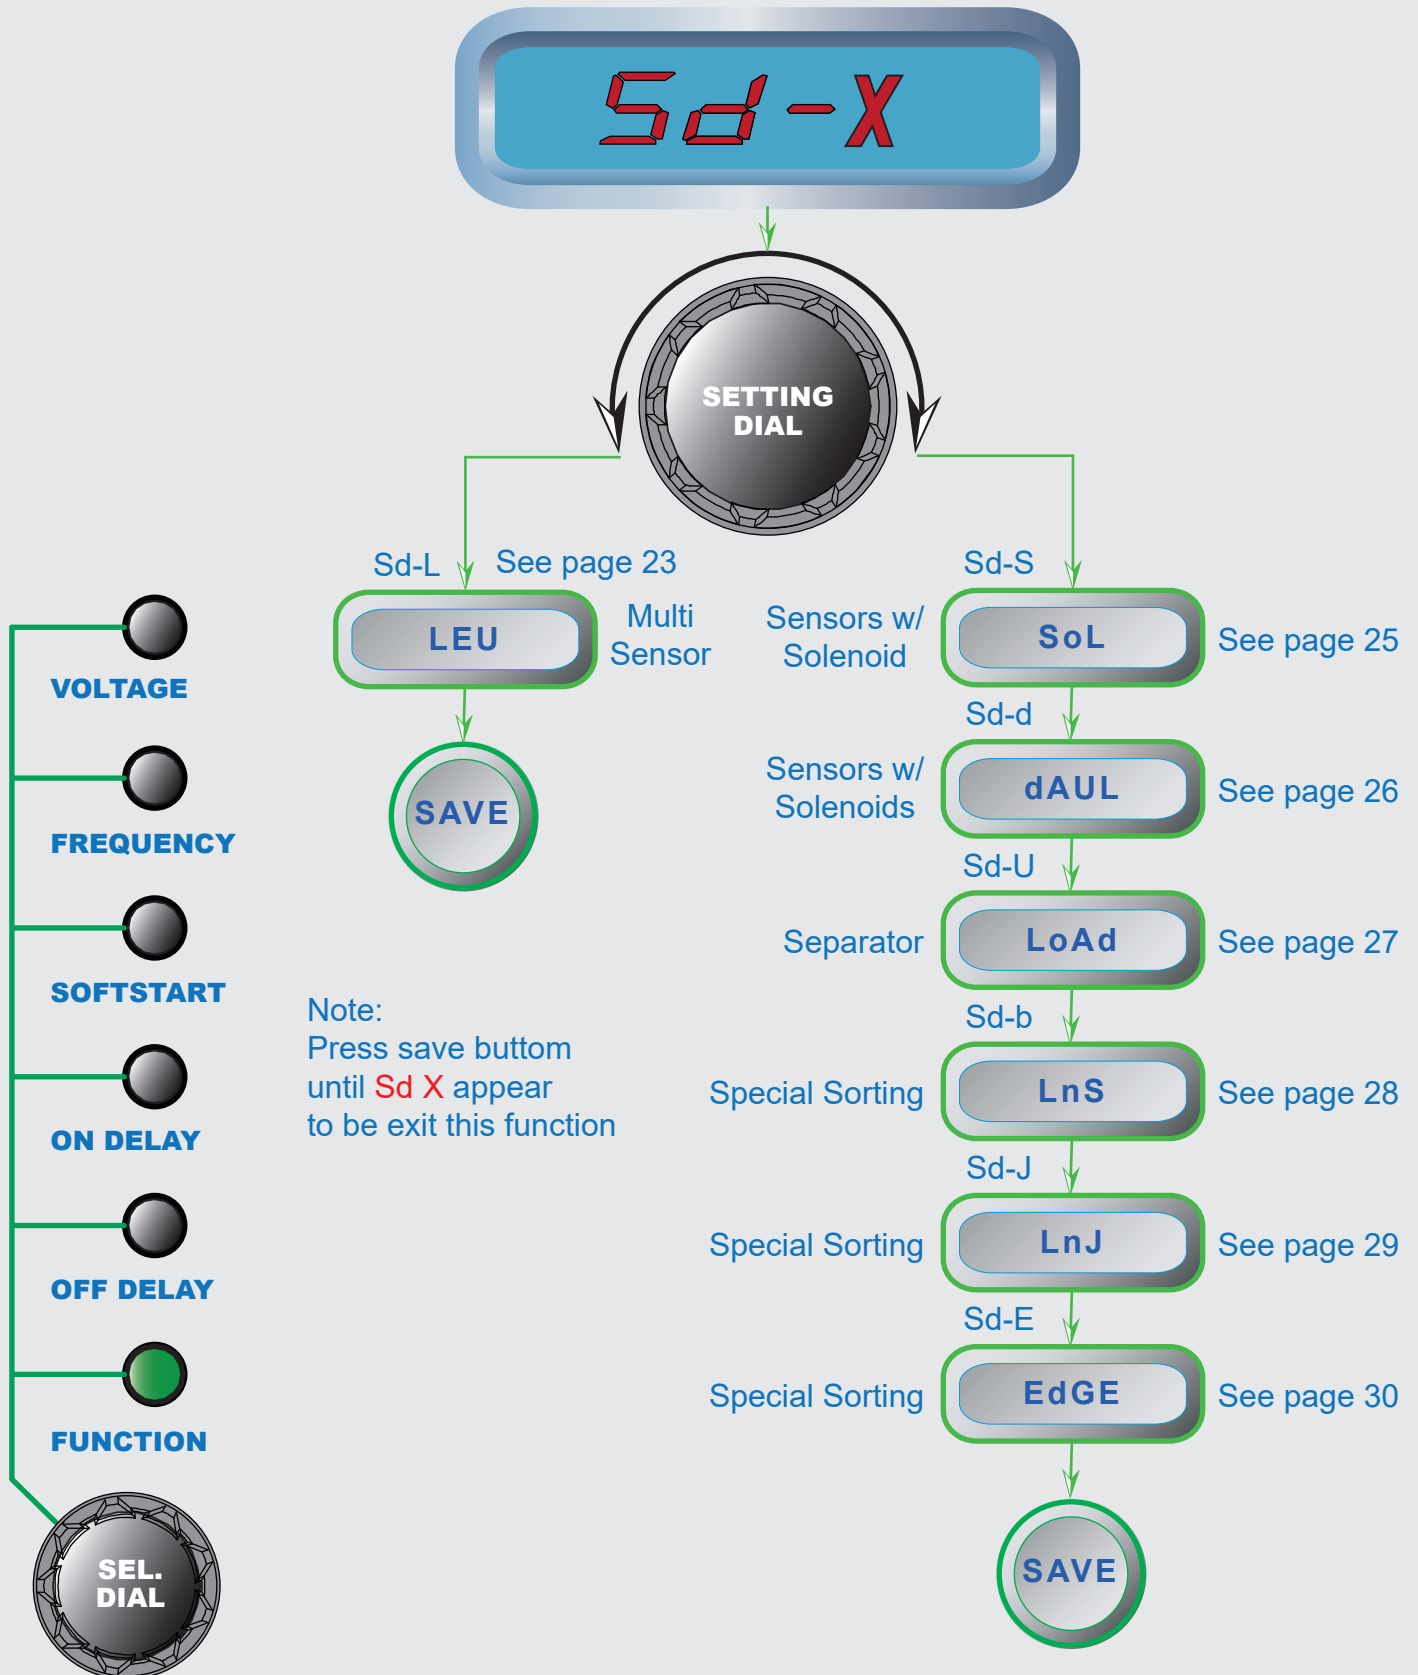 Sd-X
SETTING
DIAL
Sd-L
See page 23
LEU
Multi
Sensor
SAVE
Sd-S
Sensors w/
Solenoid
SoL
See page 25
Sd-d
Sensors w/
Solenoids
dAUL
See page 26
Sd-U
Separator
LoAd
See page 27
Sd-b
Special Sorting
LnS
See page 28
Sd-J
Special Sorting
LnJ
See page 29
Sd-E
Special Sorting
EdGE
See page 30
SAVE
VOLTAGE
FREQUENCY
SOFTSTART
ON DELAY
OFF DELAY
FUNCTION
SEL.
DIAL
Note:
Press save buttom
until Sd X appear
to be exit this function